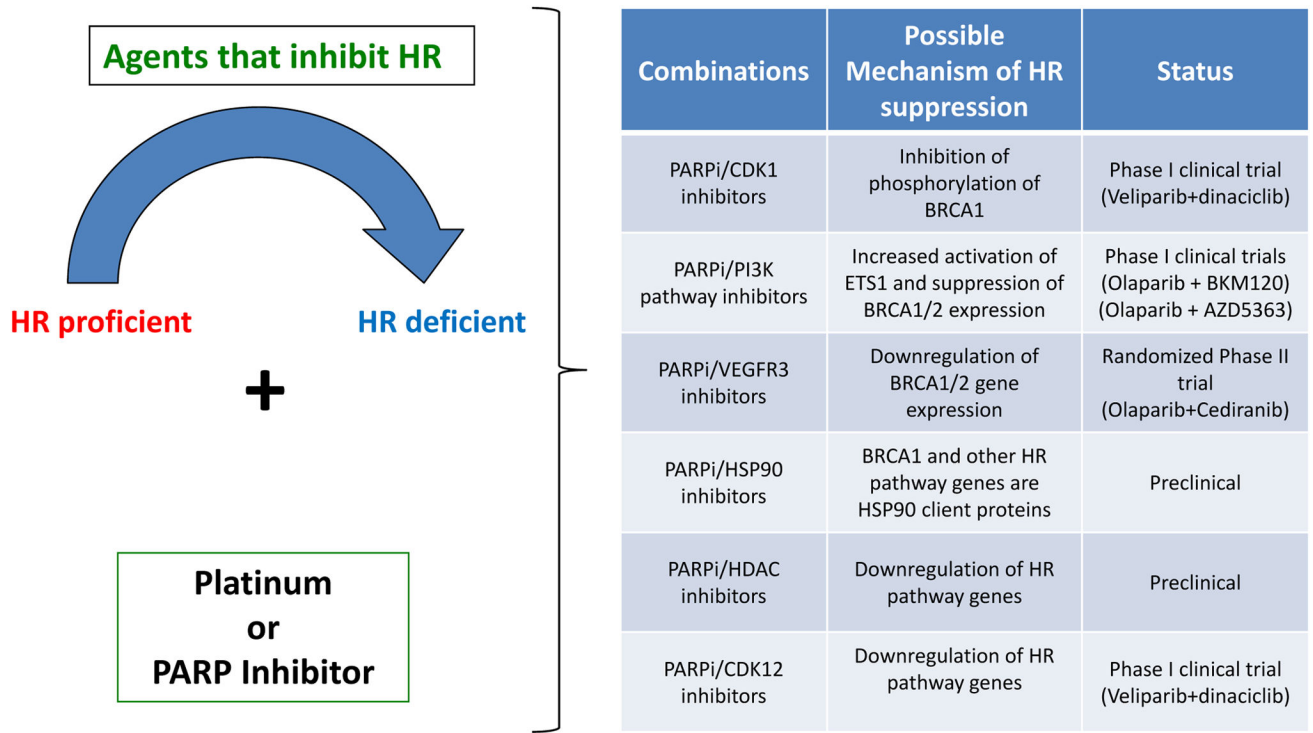 Agents that inhibit HR
HR proficient
HR deficient
+
Platinum
or
PARP Inhibitor
Combinations
Possible
Mechanism of HR
suppression
Status
PARPi/CDK1
inhibitors
Inhibition of
phosphorylation of
BRCA1
Phase I clinical trial
(Veliparib+dinaciclib)
PARPi/PI3K
pathway inhibitors
Increased activation of
ETS1 and suppression of
BRCA1/2 expression
Phase I clinical trials
(Olaparib + BKM120)
(Olaparib + AZD5363)
PARPi/VEGFR3
inhibitors
Downregulation of
BRCA1/2 gene
expression
Randomized Phase II
trial
(Olaparib+Cediranib)
PARPi/HSP90
inhibitors
BRCA1 and other HR
pathway genes are
HSP90 client proteins
Preclinical
PARPi/HDAC
inhibitors
Downregulation of HR
pathway genes
Preclinical
PARPi/CDK12
inhibitors
Downregulation of HR
pathway genes
Phase I clinical trial
(Veliparib+dinaciclib)